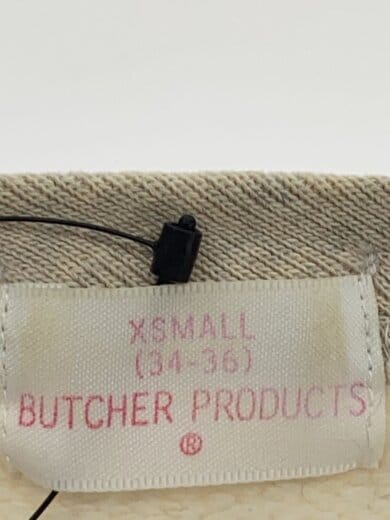 XSMALL
(34-36)
BUTCHER PRODUCTS
®